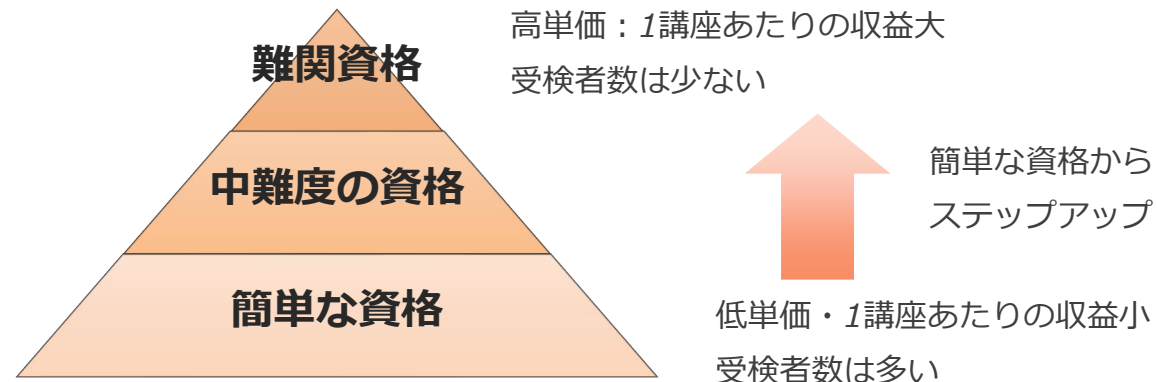 難関資格
高単価：1講座あたりの収益大
受検者数は少ない
中難度の資格
簡単な資格から
ステップアップ
簡単な資格
低単価・1講座あたりの収益小
受検者数は多い